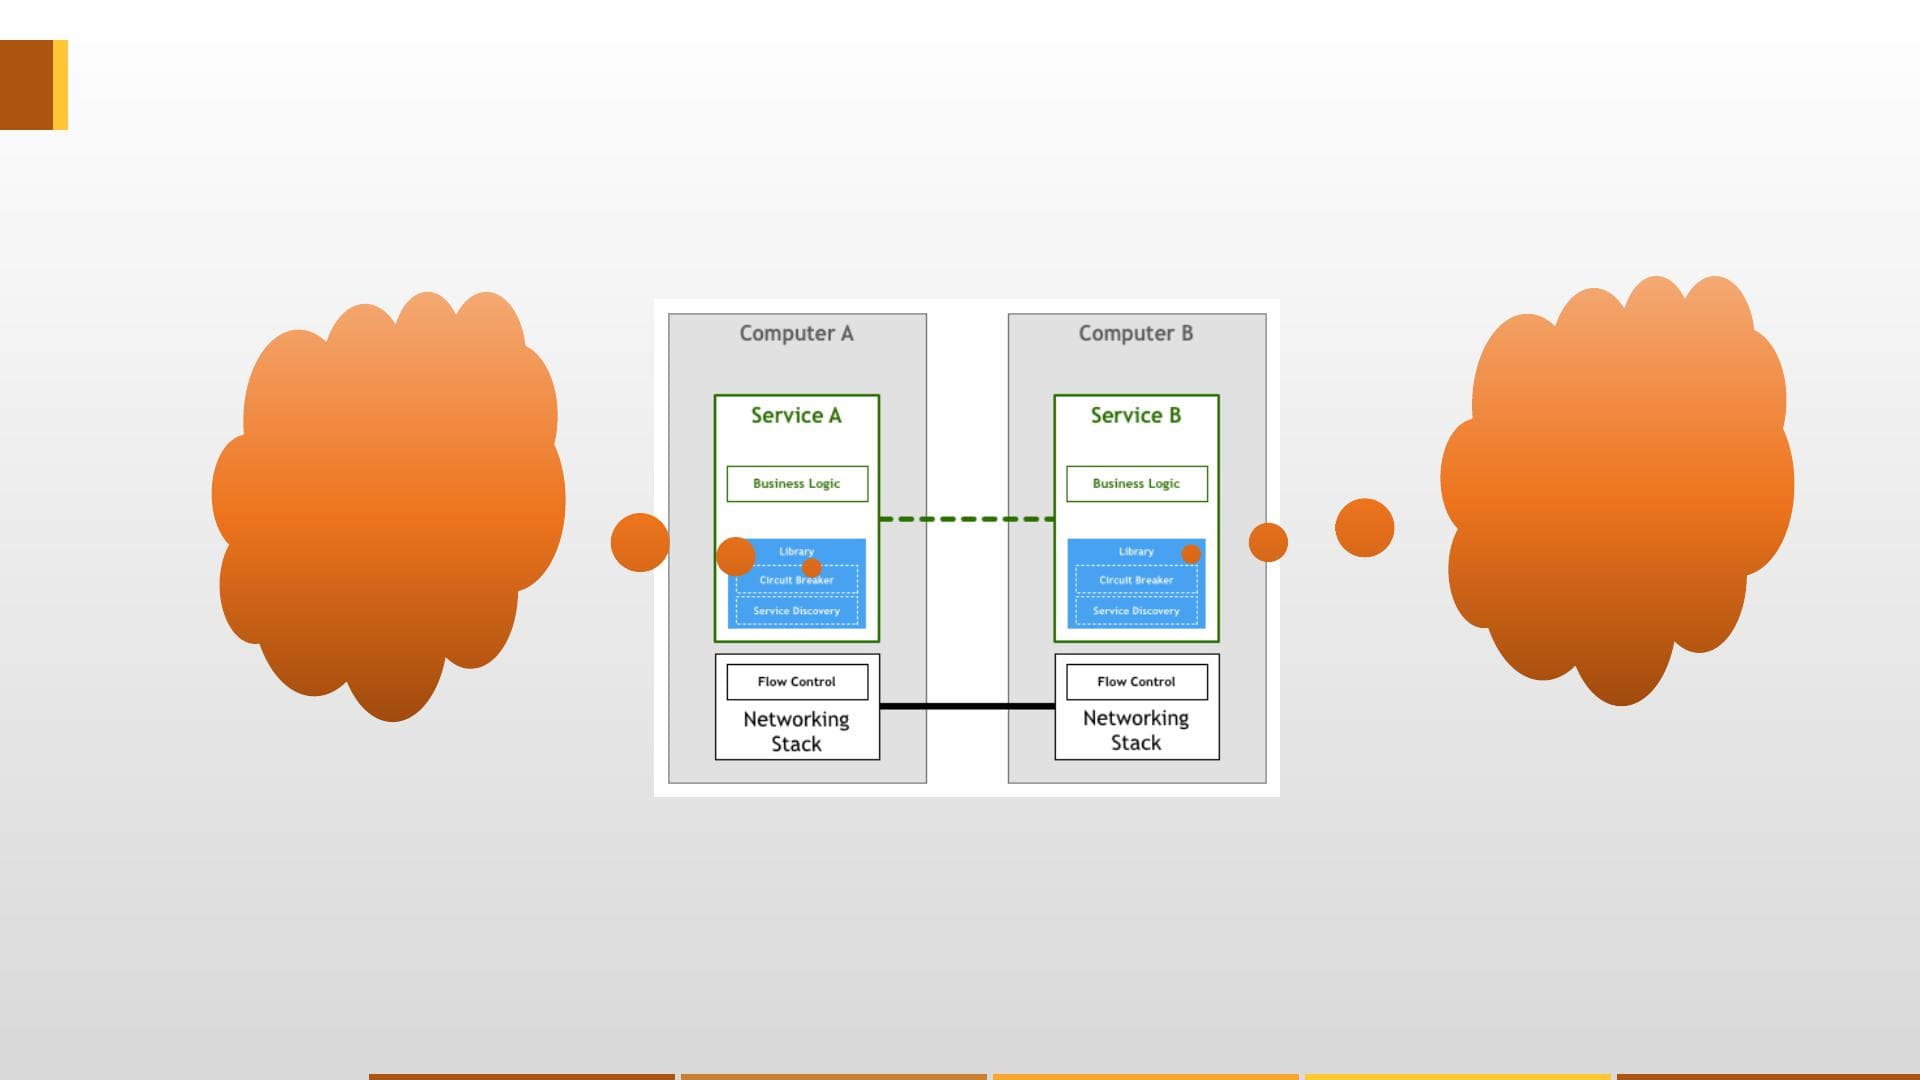 Computer A
Service A
Business Logic
Library
Circuit Breaker
Service Discovery
Flow Control
Networking
Stack
Computer B
Service B
Business Logic
Library
Circuit Breaker
Service Discovery
Flow Control
Networking
Stack